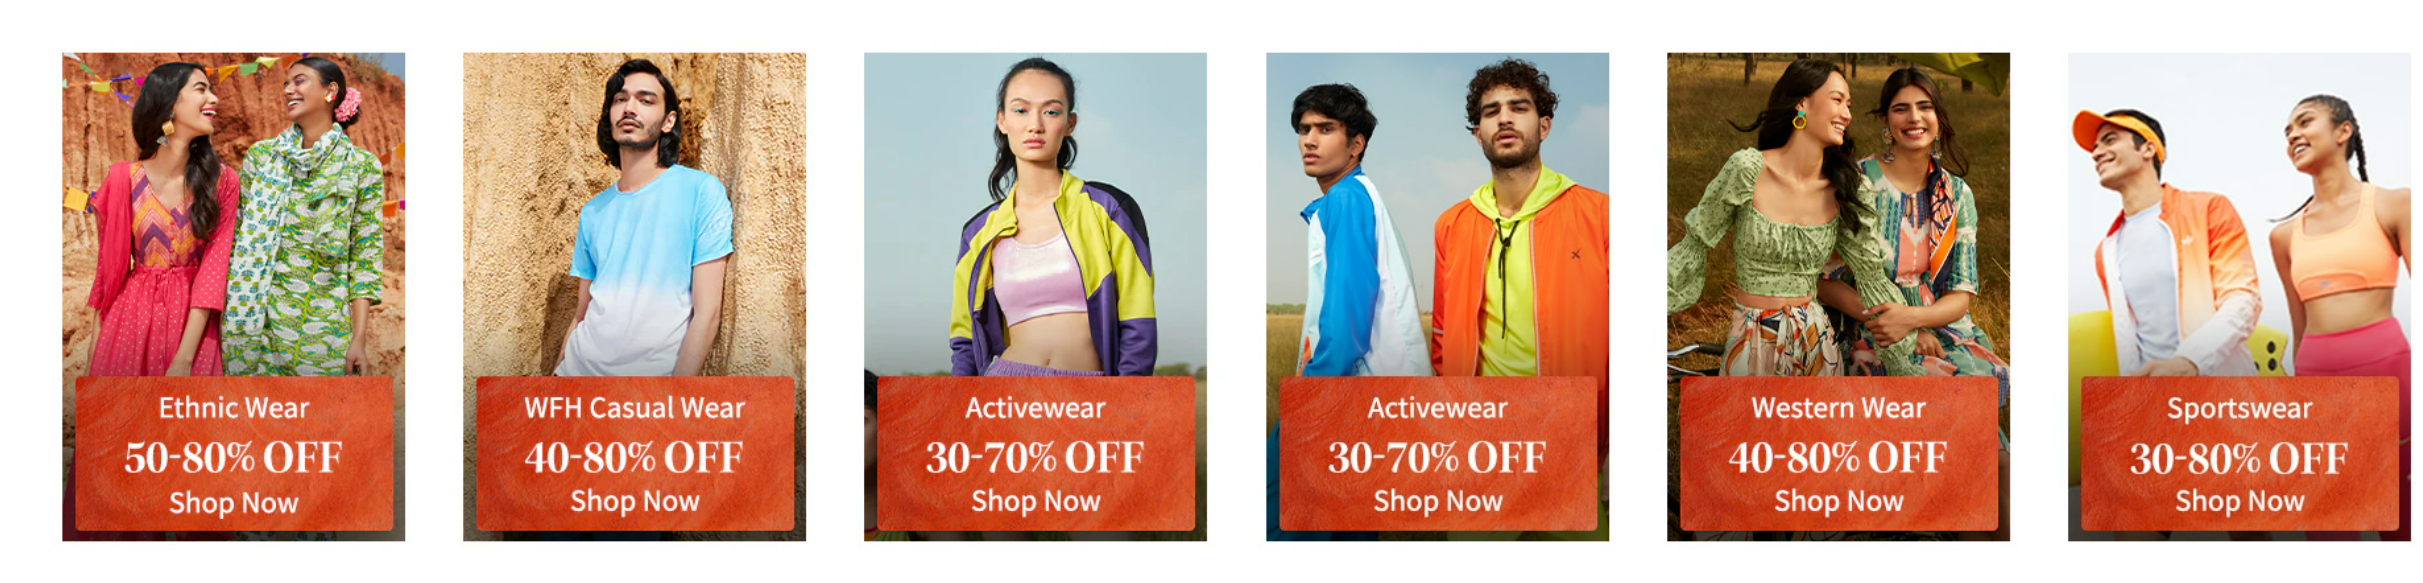 Ethnic Wear
50-80% OFF
Shop Now
WFH Casual Wear
40-80% OFF
Shop Now
Activewear
30-70% OFF
Shop Now
Activewear
30-70% OFF
Shop Now
Western Wear
40-80% OFF
Shop Now
Sportswear
30-80% OFF
Shop Now